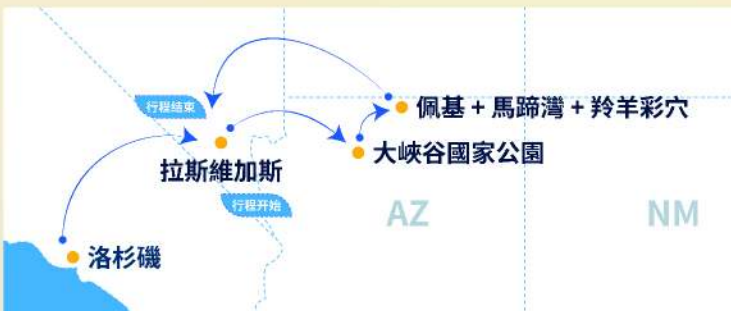 行程结束
佩基 + 馬蹄灣 + 羚羊彩穴
大峽谷國家公園
拉斯維加斯
行程开始
AZ
NM
洛杉磯